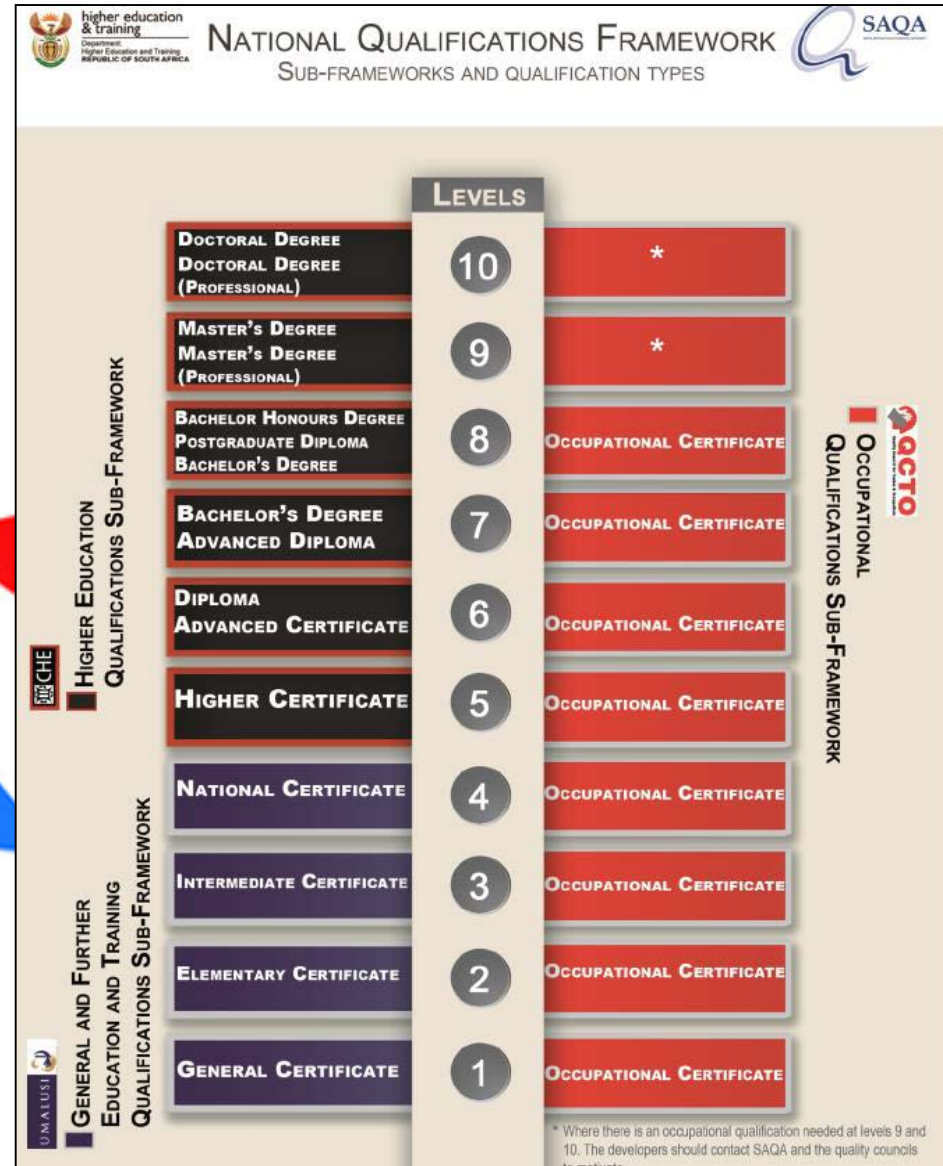 higher education
& training
Department:
Higher Education and Training
REPUBLIC OF SOUTH AFRICA
NATIONAL QUALIFICATIONS FRAMEWORK
SUB-FRAMEWORKS AND QUALIFICATION TYPES
SAQA
LEVELS
DOCTORAL DEGREE
DOCTORAL DEGREE
(PROFESSIONAL)
10
*
MASTER'S DEGREE
MASTER'S DEGREE
(PROFESSIONAL)
9
*
BACHELOR HONOURS DEGREE
POSTGRADUATE DIPLOMA
BACHELOR'S DEGREE
8
OCCUPATIONAL CERTIFICATE
BACHELOR'S DEGREE
ADVANCED DIPLOMA
7
OCCUPATIONAL CERTIFICATE
DIPLOMA
ADVANCED CERTIFICATE
6
OCCUPATIONAL CERTIFICATE
HIGHER CERTIFICATE
5
OCCUPATIONAL CERTIFICATE
NATIONAL CERTIFICATE
4
OCCUPATIONAL CERTIFICATE
INTERMEDIATE CERTIFICATE
3
OCCUPATIONAL CERTIFICATE
ELEMENTARY CERTIFICATE
2
OCCUPATIONAL CERTIFICATE
GENERAL CERTIFICATE
1
OCCUPATIONAL CERTIFICATE
CHE
HIGHER EDUCATION
QUALIFICATIONS SUB-FRAMEWORK
UMALUSI
GENERAL AND FURTHER
EDUCATION AND TRAINING
QUALIFICATIONS SUB-FRAMEWORK
QCTO
OCCUPATIONAL
QUALIFICATIONS SUB-FRAMEWORK
* Where there is an occupational qualification needed at levels 9 and
10. The developers should contact SAQA and the quality councils